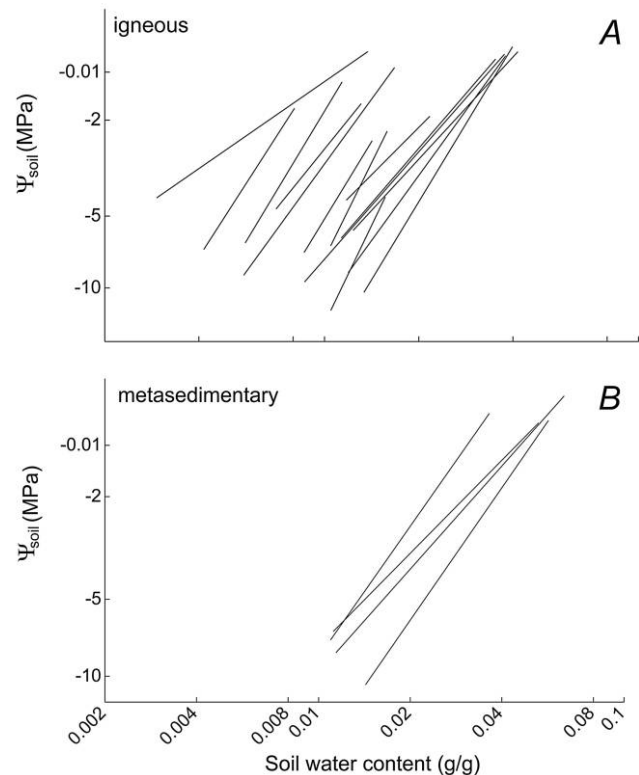 igneous
A
-0.01
-2
-5
-10
Ψsoil (MPa)
metasedimentary
B
-0.01
-2
-5
-10
Ψsoil (MPa)
0.002
0.004
0.008
0.01
0.02
0.04
0.08
0.1
Soil water content (g/g)